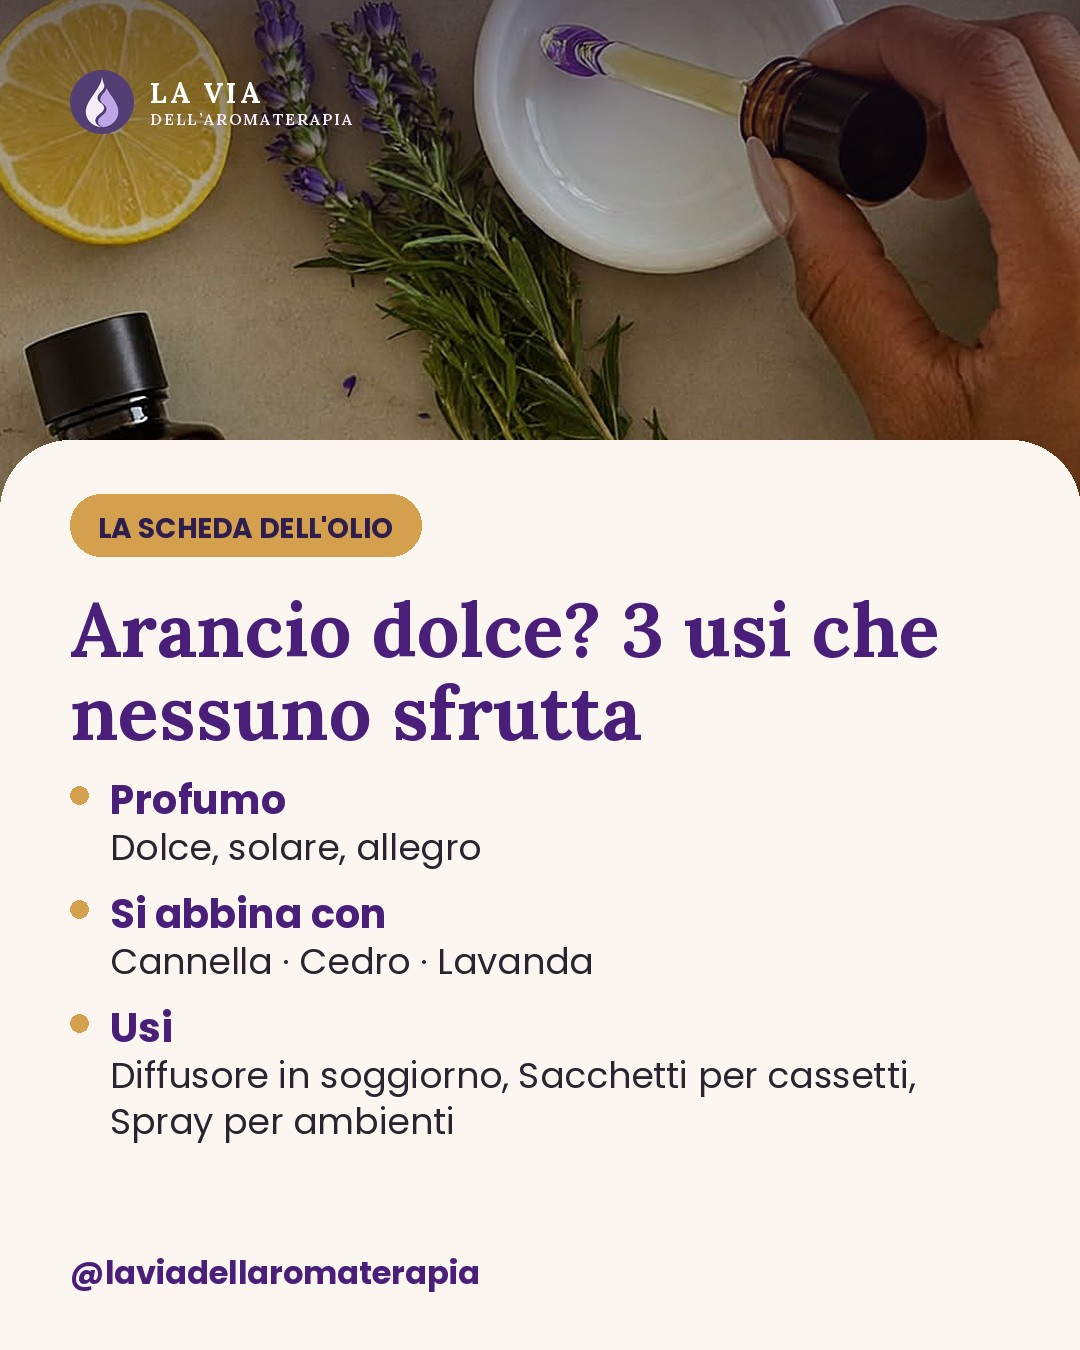 LA VIA
DELL'AROMATERAPIA
LA SCHEDA DELL'OLIO
Arancio dolce? 3 usi che
nessuno sfrutta
Profumo
Dolce, solare, allegro
Si abbina con
Cannella · Cedro · Lavanda
Usi
Diffusore in soggiorno, Sacchetti per cassetti,
Spray per ambienti
@laviadellaromaterapia